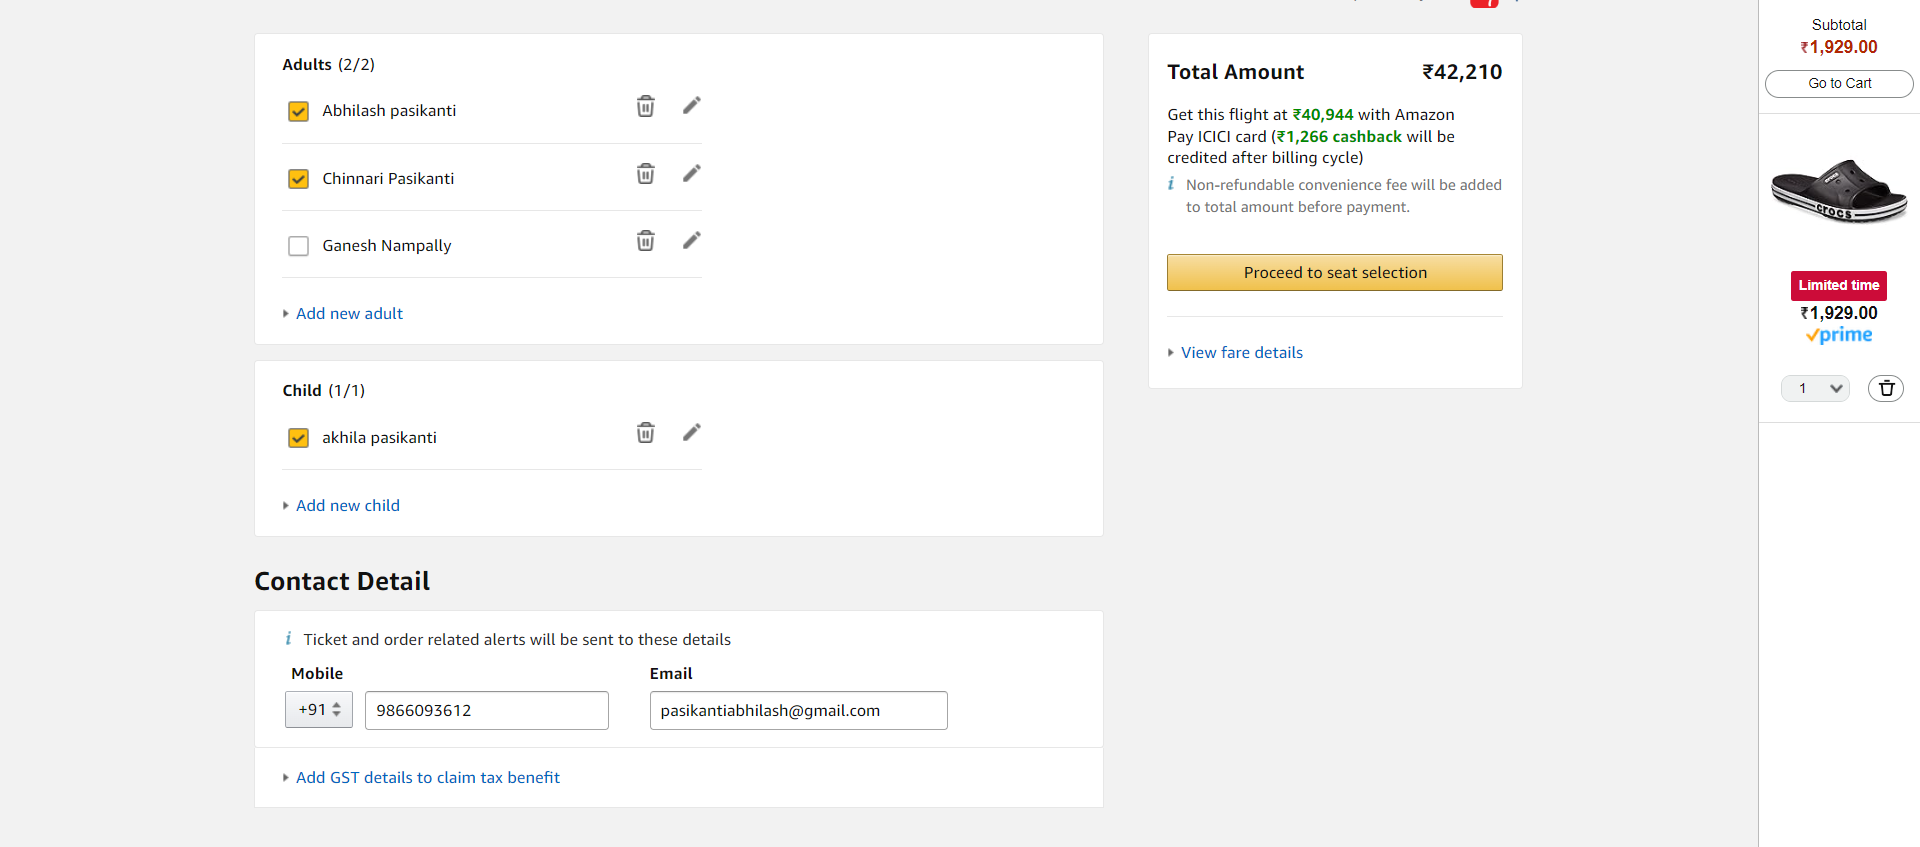 Adults (2/2)
Abhilash pasikanti
Chinnari Pasikanti
Ganesh Nampally
Add new adult
Child (1/1)
akhila pasikanti
Add new child
Contact Detail
i Ticket and order related alerts will be sent to these details
Mobile Email
+91 9866093612 pasikantiabhilash@gmail.com
Add GST details to claim tax benefit
Total Amount ₹42,210
Get this flight at ₹40,944 with Amazon
Pay ICICI card (₹1,266 cashback will be
credited after billing cycle)
i Non-refundable convenience fee will be added
to total amount before payment.
Proceed to seat selection
View fare details
Subtotal
₹1,929.00
Go to Cart
crocs
Limited time
₹1,929.00
prime
1